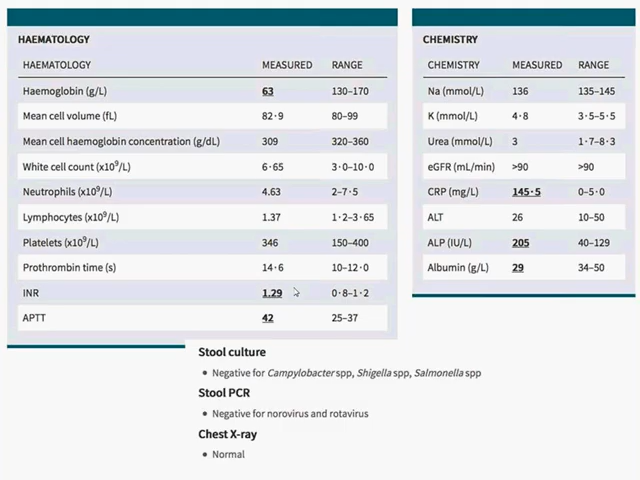 HAEMATOLOGY
HAEMATOLOGY MEASURED RANGE
Haemoglobin (g/L) 63 130–170
Mean cell volume (fL) 82·9 80–99
Mean cell haemoglobin concentration (g/dL) 309 320–360
White cell count (x10⁹/L) 6·65 3·0–10·0
Neutrophils (x10⁹/L) 4.63 2–7·5
Lymphocytes (x10⁹/L) 1.37 1·2–3·65
Platelets (x10⁹/L) 346 150–400
Prothrombin time (s) 14·6 10–12·0
INR 1.29 0·8–1·2
APTT 42 25–37
CHEMISTRY
CHEMISTRY MEASURED RANGE
Na (mmol/L) 136 135–145
K (mmol/L) 4·8 3·5–5·5
Urea (mmol/L) 3 1·7–8·3
eGFR (mL/min) >90 >90
CRP (mg/L) 145·5 0–5·0
ALT 26 10–50
ALP (IU/L) 205 40–129
Albumin (g/L) 29 34–50
Stool culture
• Negative for Campylobacter spp, Shigella spp, Salmonella spp
Stool PCR
• Negative for norovirus and rotavirus
Chest X-ray
• Normal